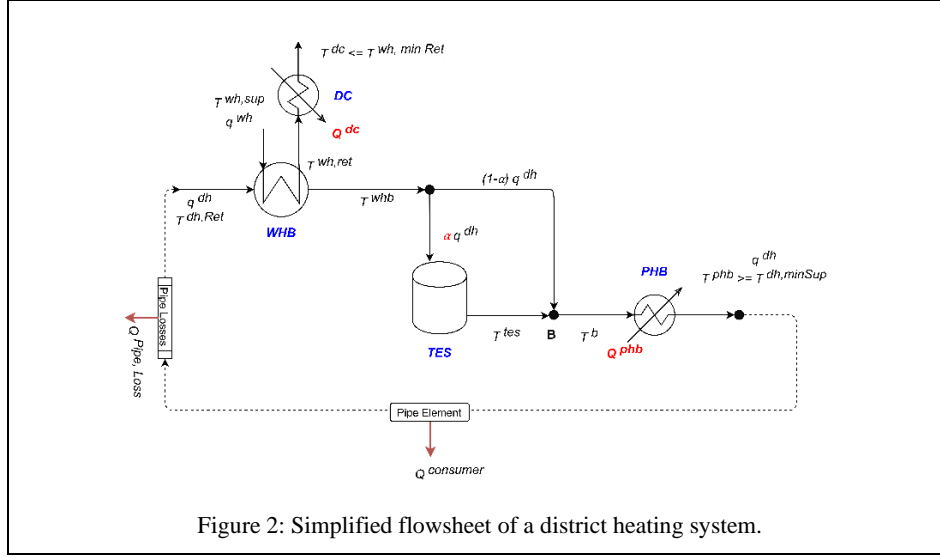 T dc <= T wh, min Ret
DC
T wh,sup
q wh
Q dc
T wh,ret
(1-α) q dh
q dh
T dh,Ret
T whb
WHB
α q dh
PHB
q dh
T phb >= T dh,minSup
Pipe Losses
Q Pipe, Loss
T tes
B
T b
TES
Q phb
Pipe Element
Q consumer
Figure 2: Simplified flowsheet of a district heating system.